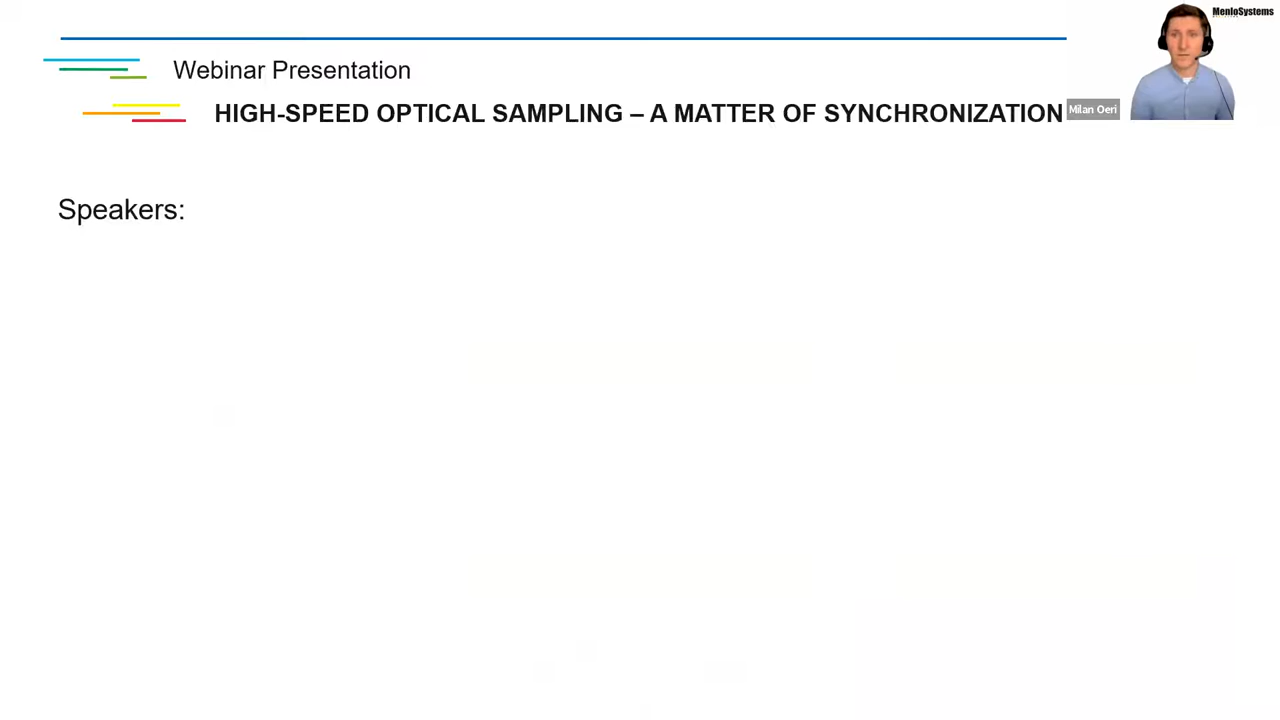 MenloSystems
Webinar Presentation
HIGH-SPEED OPTICAL SAMPLING – A MATTER OF SYNCHRONIZATION
Milan Oeri
Speakers: